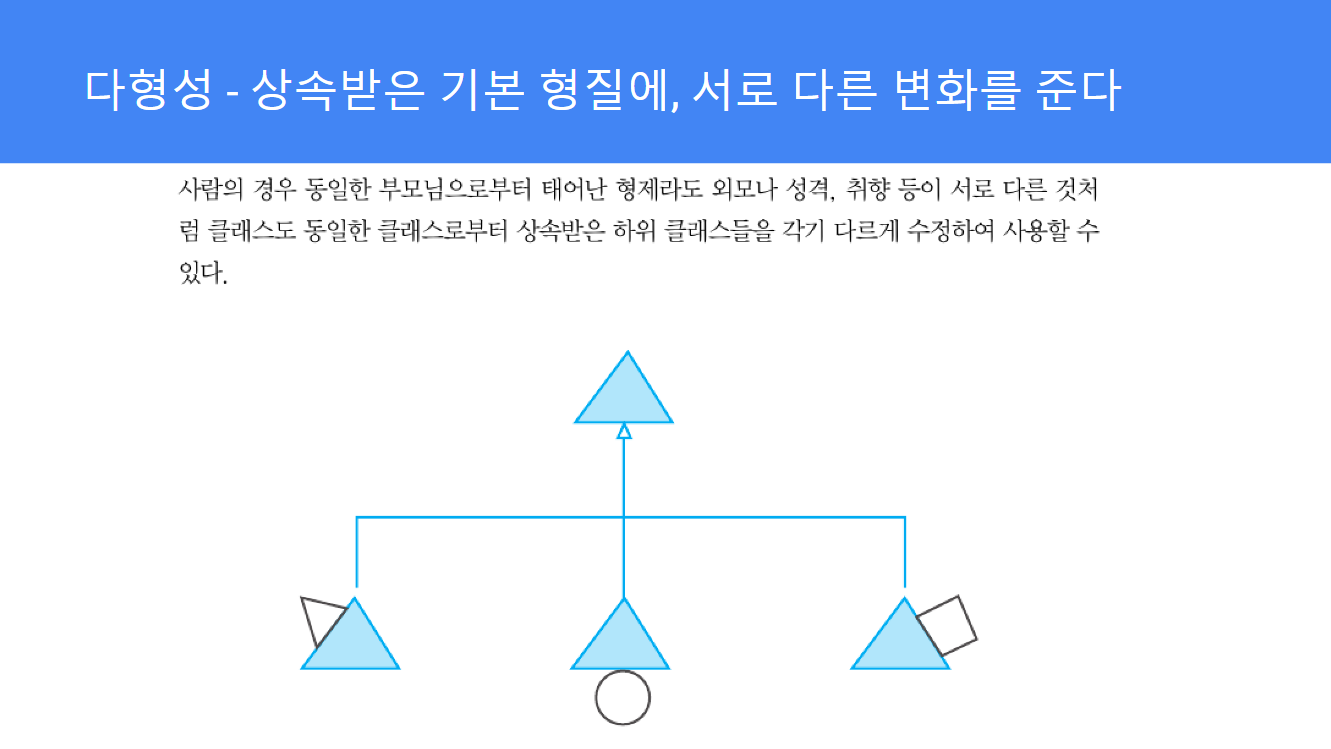 다형성 - 상속받은 기본 형질에, 서로 다른 변화를 준다
사람의 경우 동일한 부모님으로부터 태어난 형제라도 외모나 성격, 취향 등이 서로 다른 것처
럼 클래스도 동일한 클래스로부터 상속받은 하위 클래스들을 각기 다르게 수정하여 사용할 수
있다.